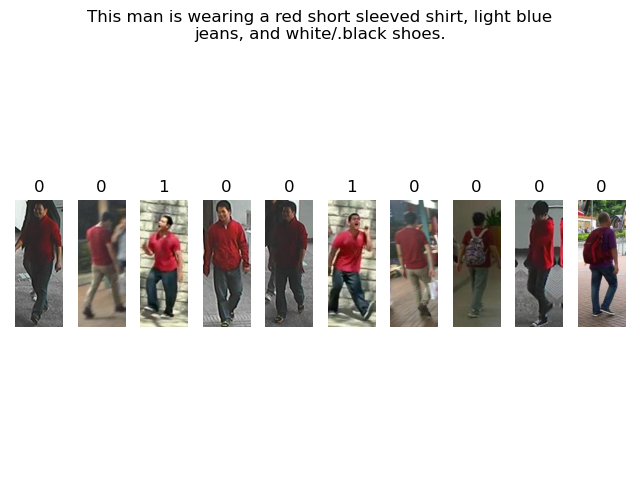 This man is wearing a red short sleeved shirt, light blue
jeans, and white/.black shoes.
0 0 1 0 0 1 0 0 0 0